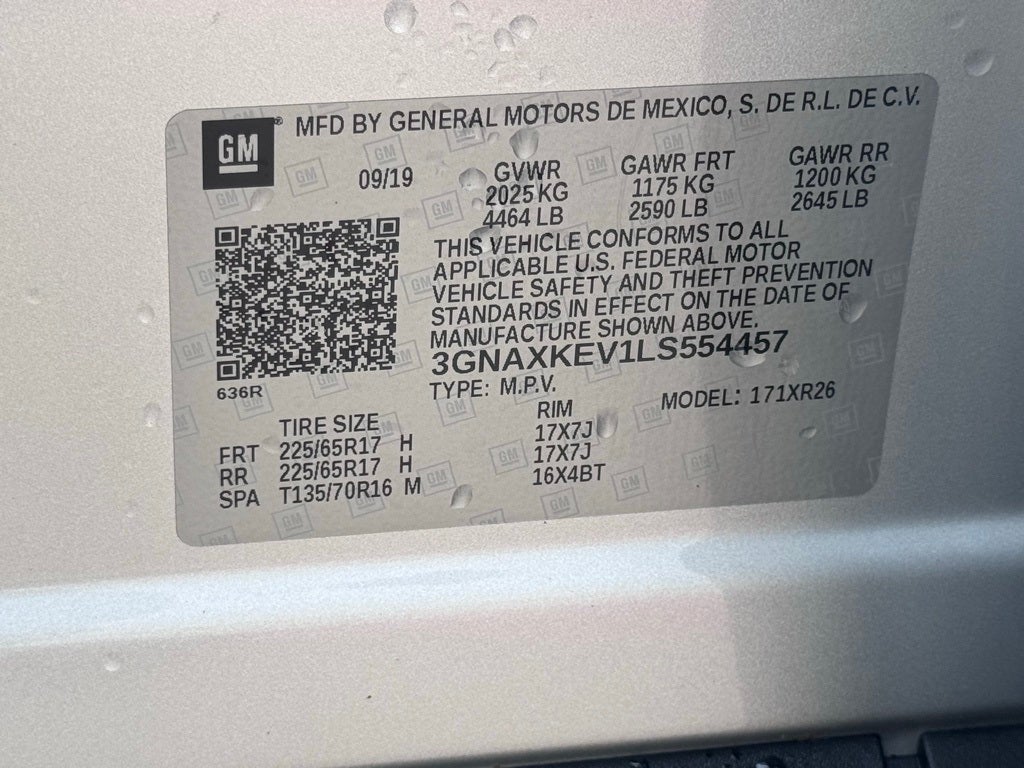 GM® MFD BY GENERAL MOTORS DE MEXICO, S. DE R.L. DE C.V.
09/19
GVWR GAWR FRT GAWR RR
2025 KG 1175 KG 1200 KG
4464 LB 2590 LB 2645 LB
THIS VEHICLE CONFORMS TO ALL
APPLICABLE U.S. FEDERAL MOTOR
VEHICLE SAFETY AND THEFT PREVENTION
STANDARDS IN EFFECT ON THE DATE OF
MANUFACTURE SHOWN ABOVE.
3GNAXKEV1LS554457
636R
TYPE: M.P.V. MODEL: 171XR26
TIRE SIZE RIM
FRT 225/65R17 H 17X7J
RR 225/65R17 H 17X7J
SPA T135/70R16 M 16X4BT